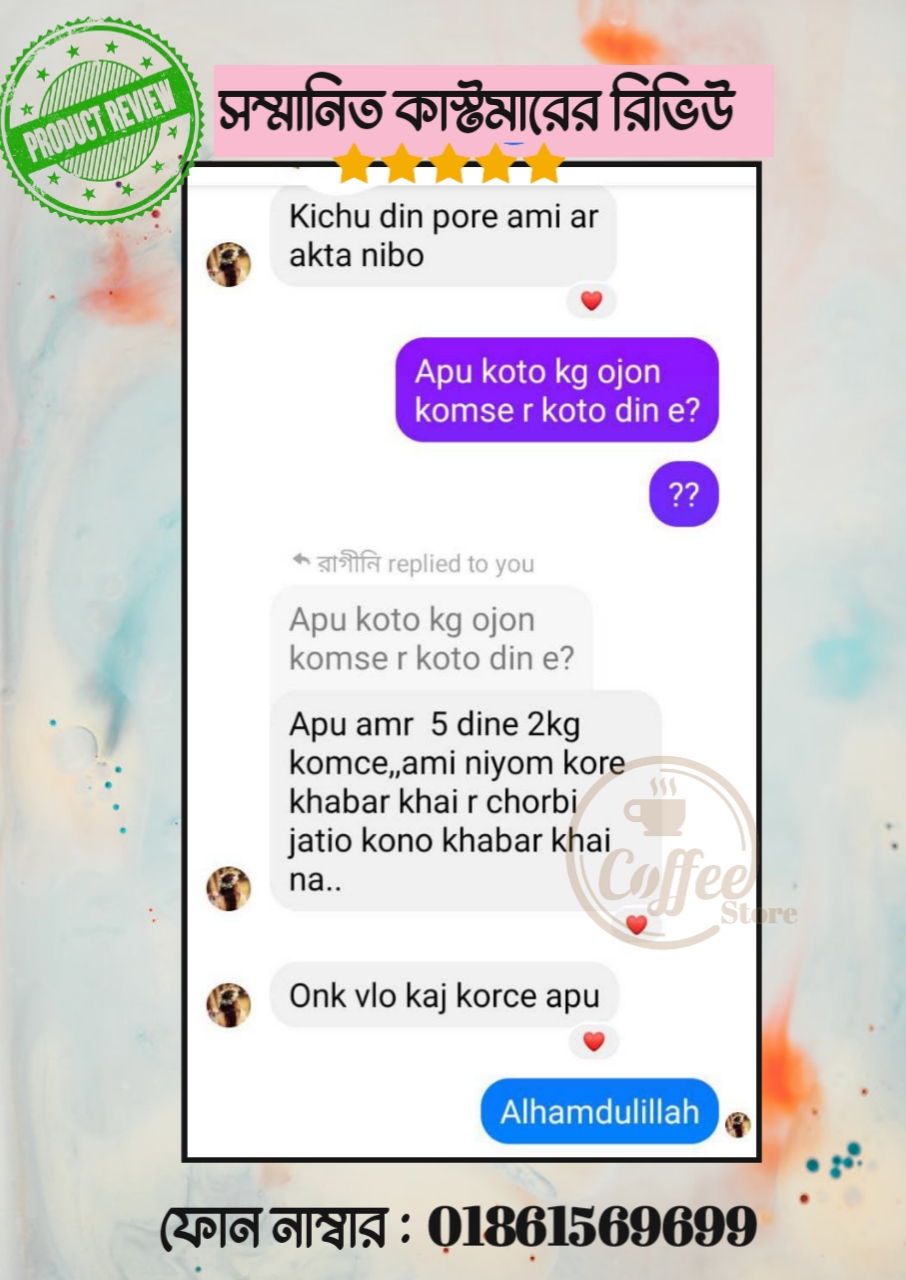 PRODUCT REVIEW
সম্মানিত কাস্টমারের রিভিউ
Kichu din pore ami ar
akta nibo
Apu koto kg ojon
komse r koto din e?
??
রাগীনি replied to you
Apu koto kg ojon
komse r koto din e?
Apu amr 5 dine 2kg
komce,,ami niyom kore
khabar khai r chorbi
jatio kono khabar khai
na..
Coffee
Store
Onk vlo kaj korce apu
Alhamdulillah
ফোন নাম্বার : 01861569699